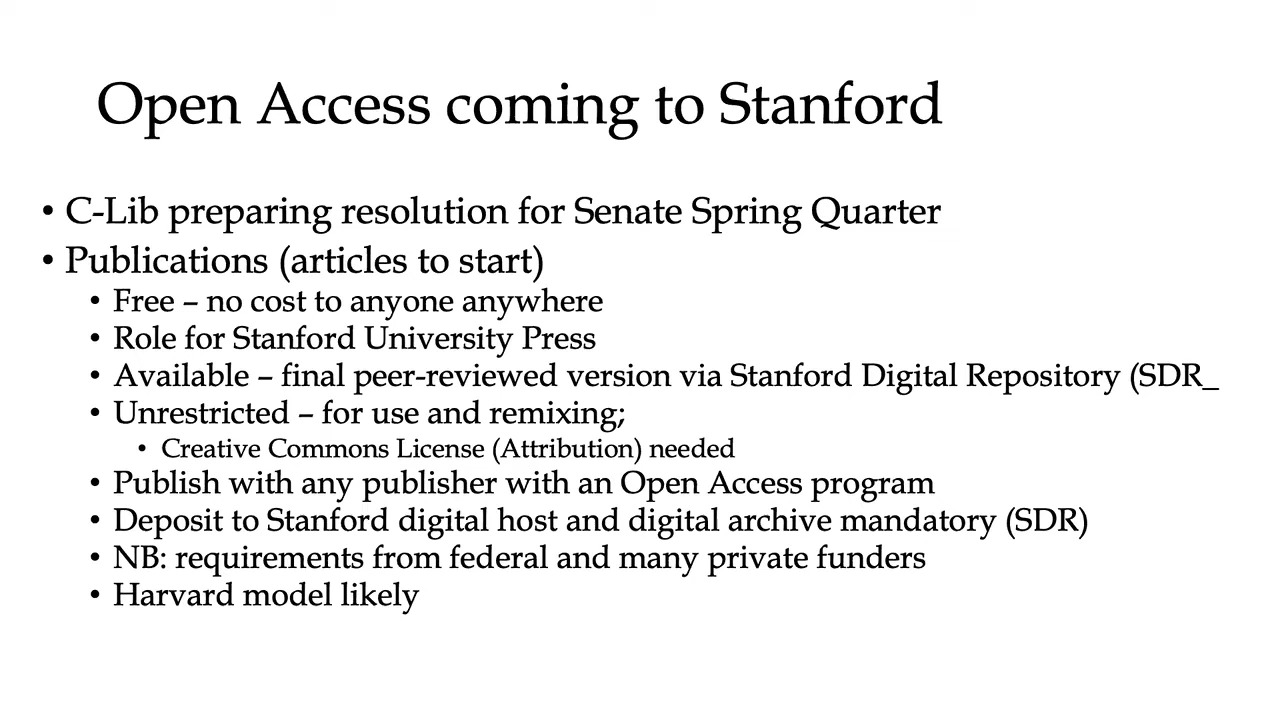 Open Access coming to Stanford
• C-Lib preparing resolution for Senate Spring Quarter
• Publications (articles to start)
• Free – no cost to anyone anywhere
• Role for Stanford University Press
• Available – final peer-reviewed version via Stanford Digital Repository (SDR_
• Unrestricted – for use and remixing;
• Creative Commons License (Attribution) needed
• Publish with any publisher with an Open Access program
• Deposit to Stanford digital host and digital archive mandatory (SDR)
• NB: requirements from federal and many private funders
• Harvard model likely